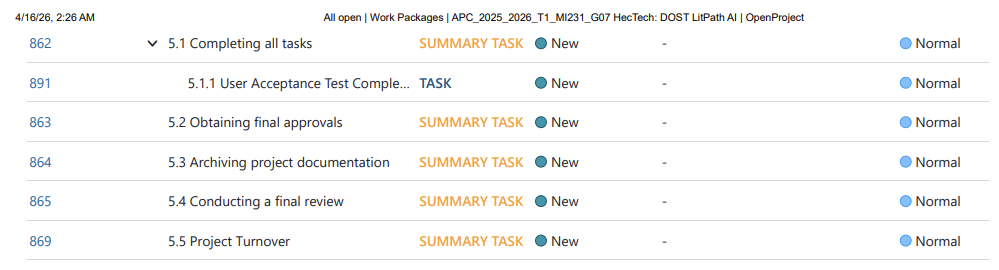 4/16/26, 2:26 AM All open | Work Packages | APC_2025_2026_T1_MI231_G07 HecTech: DOST LitPath AI | OpenProject
862 5.1 Completing all tasks SUMMARY TASK New - Normal
891 5.1.1 User Acceptance Test Comple... TASK New - Normal
863 5.2 Obtaining final approvals SUMMARY TASK New - Normal
864 5.3 Archiving project documentation SUMMARY TASK New - Normal
865 5.4 Conducting a final review SUMMARY TASK New - Normal
869 5.5 Project Turnover SUMMARY TASK New - Normal